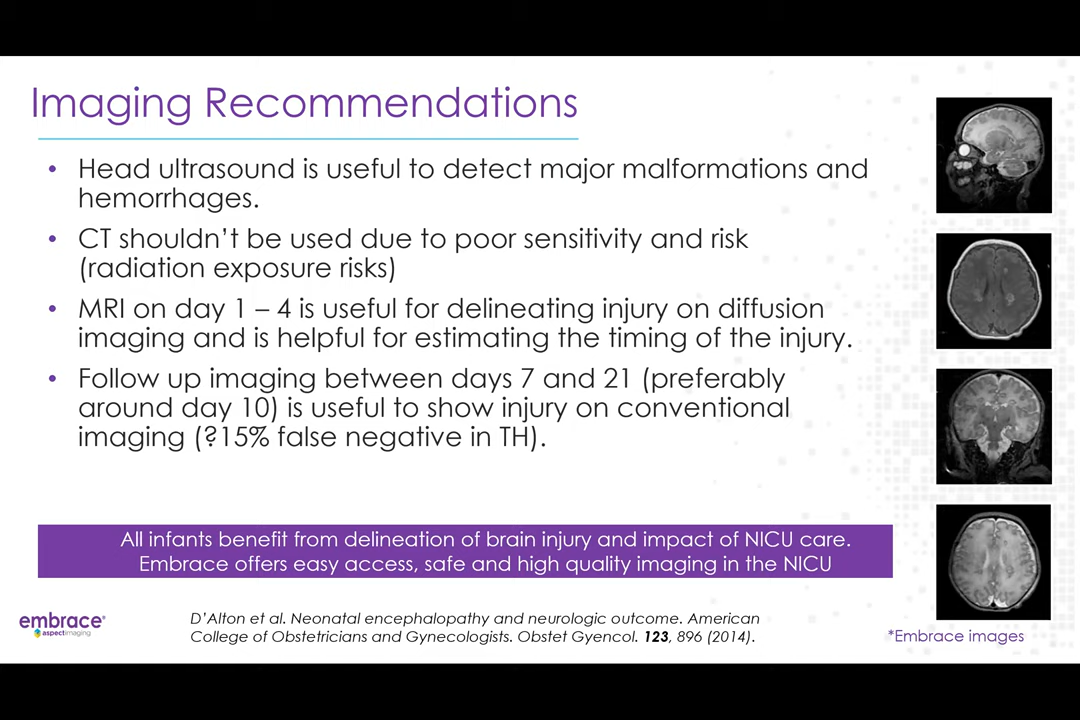 Imaging Recommendations
• Head ultrasound is useful to detect major malformations and
hemorrhages.
• CT shouldn’t be used due to poor sensitivity and risk
(radiation exposure risks)
• MRI on day 1 – 4 is useful for delineating injury on diffusion
imaging and is helpful for estimating the timing of the injury.
• Follow up imaging between days 7 and 21 (preferably
around day 10) is useful to show injury on conventional
imaging (?15% false negative in TH).
All infants benefit from delineation of brain injury and impact of NICU care.
Embrace offers easy access, safe and high quality imaging in the NICU
embrace®
aspectimaging
D’Alton et al. Neonatal encephalopathy and neurologic outcome. American
College of Obstetricians and Gynecologists. Obstet Gyencol. 123, 896 (2014).
*Embrace images